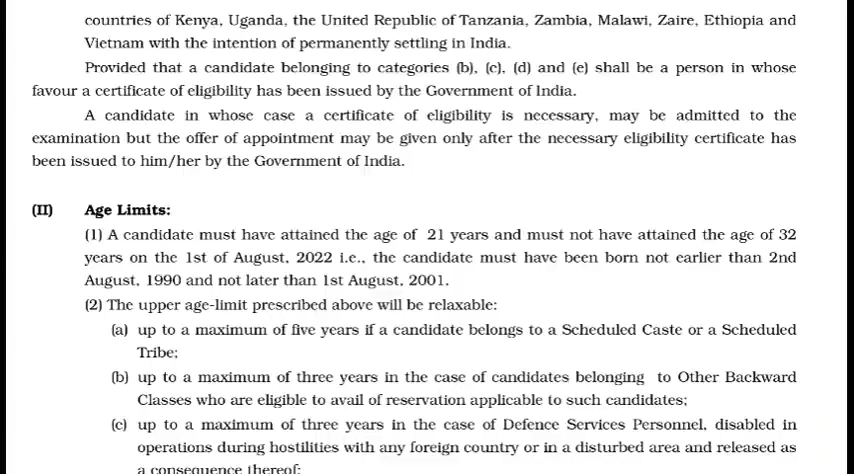 countries of Kenya, Uganda, the United Republic of Tanzania, Zambia, Malawi, Zaire, Ethiopia and
Vietnam with the intention of permanently settling in India.
Provided that a candidate belonging to categories (b), (c), (d) and (e) shall be a person in whose
favour a certificate of eligibility has been issued by the Government of India.
A candidate in whose case a certificate of eligibility is necessary, may be admitted to the
examination but the offer of appointment may be given only after the necessary eligibility certificate has
been issued to him/her by the Government of India.
(II) Age Limits:
(1) A candidate must have attained the age of 21 years and must not have attained the age of 32
years on the 1st of August, 2022 i.e., the candidate must have been born not earlier than 2nd
August, 1990 and not later than 1st August, 2001.
(2) The upper age-limit prescribed above will be relaxable:
(a) up to a maximum of five years if a candidate belongs to a Scheduled Caste or a Scheduled
Tribe;
(b) up to a maximum of three years in the case of candidates belonging to Other Backward
Classes who are eligible to avail of reservation applicable to such candidates;
(c) up to a maximum of three years in the case of Defence Services Personnel, disabled in
operations during hostilities with any foreign country or in a disturbed area and released as
a consequence thereof;